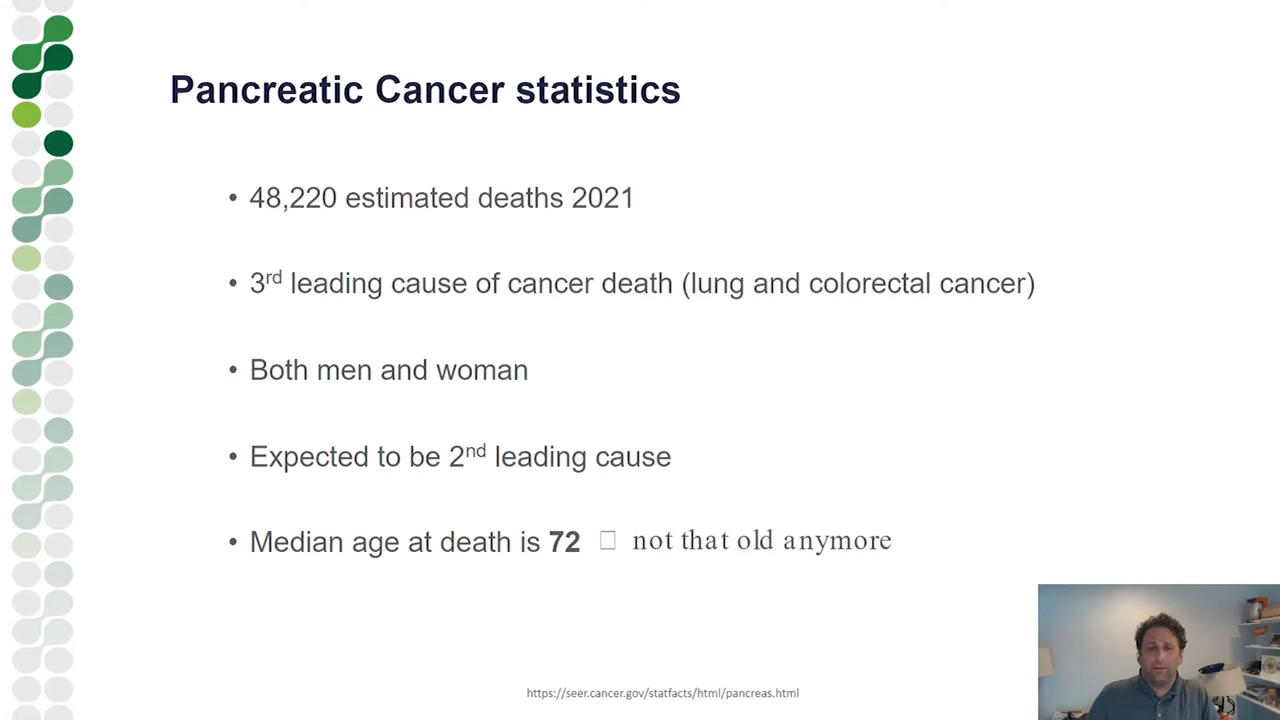 Pancreatic Cancer statistics
• 48,220 estimated deaths 2021
• 3rd leading cause of cancer death (lung and colorectal cancer)
• Both men and woman
• Expected to be 2nd leading cause
• Median age at death is 72 □ not that old anymore
https://seer.cancer.gov/statfacts/html/pancreas.html